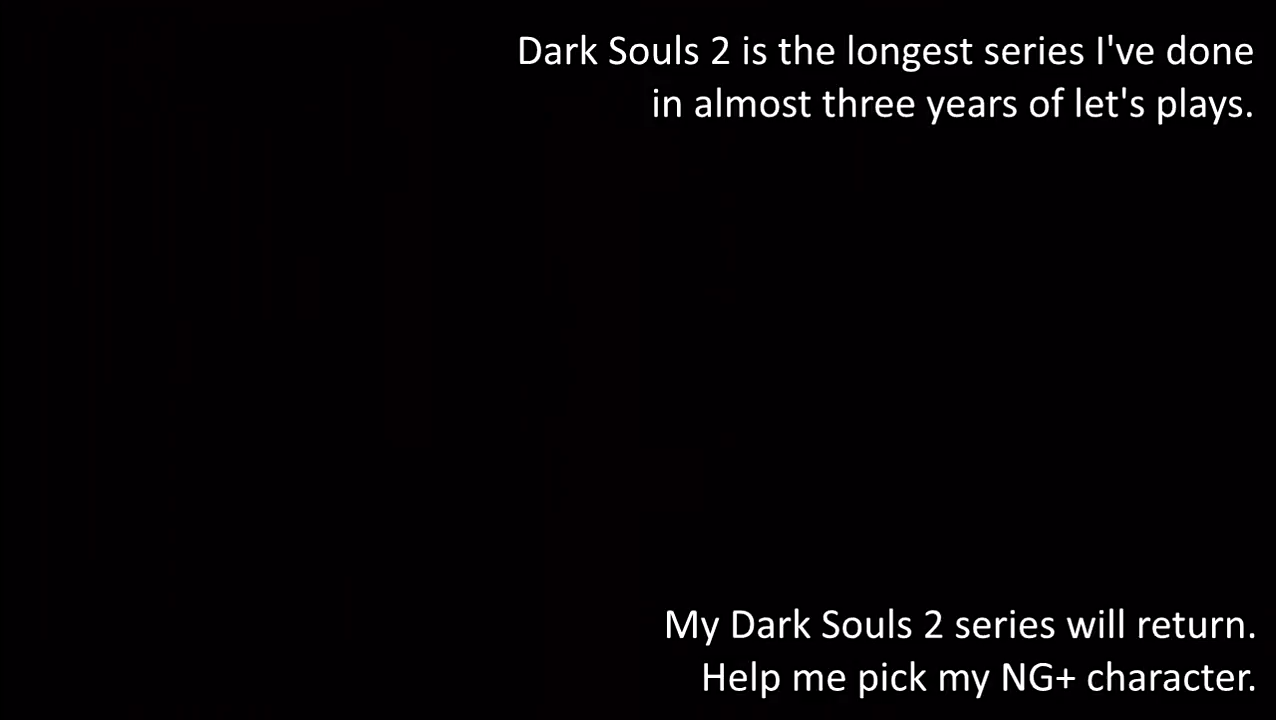 Dark Souls 2 is the longest series I've done
in almost three years of let's plays.
My Dark Souls 2 series will return.
Help me pick my NG+ character.